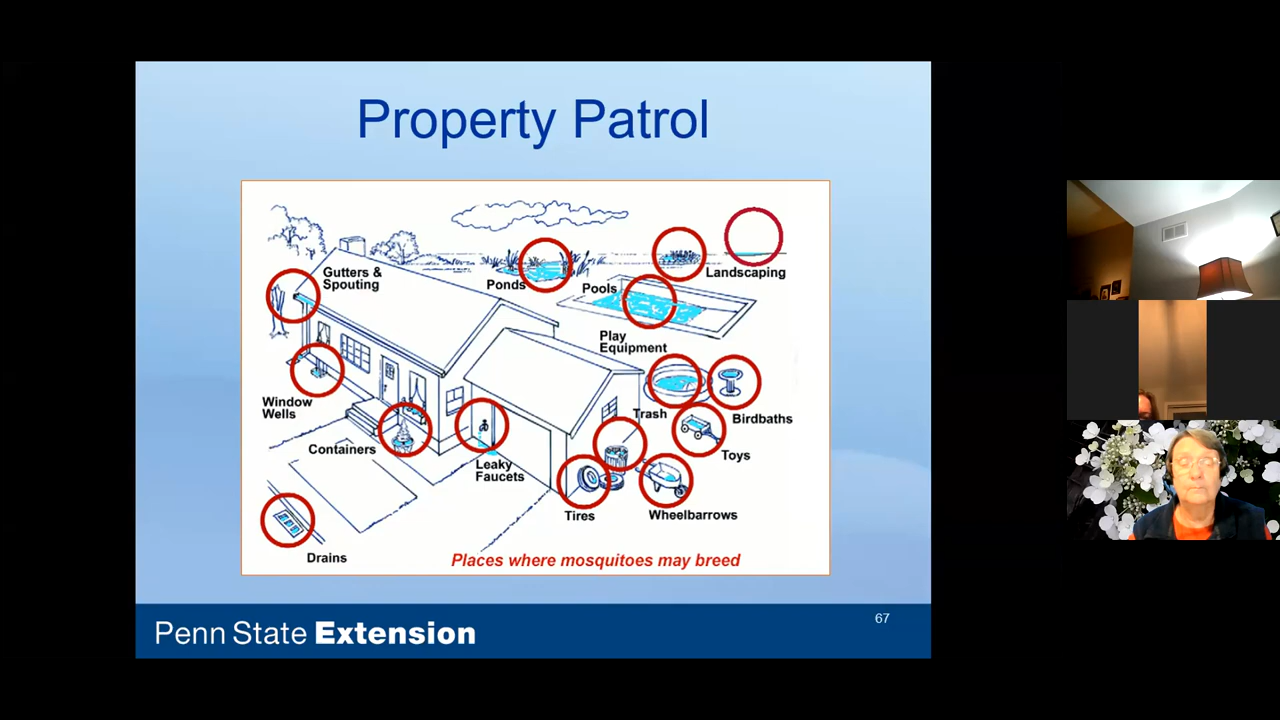 Property Patrol
Gutters &
Spouting
Ponds
Pools
Landscaping
Play
Equipment
Window
Wells
Trash
Birdbaths
Containers
Leaky
Faucets
Toys
Tires
Wheelbarrows
Drains
Places where mosquitoes may breed
Penn State Extension
67